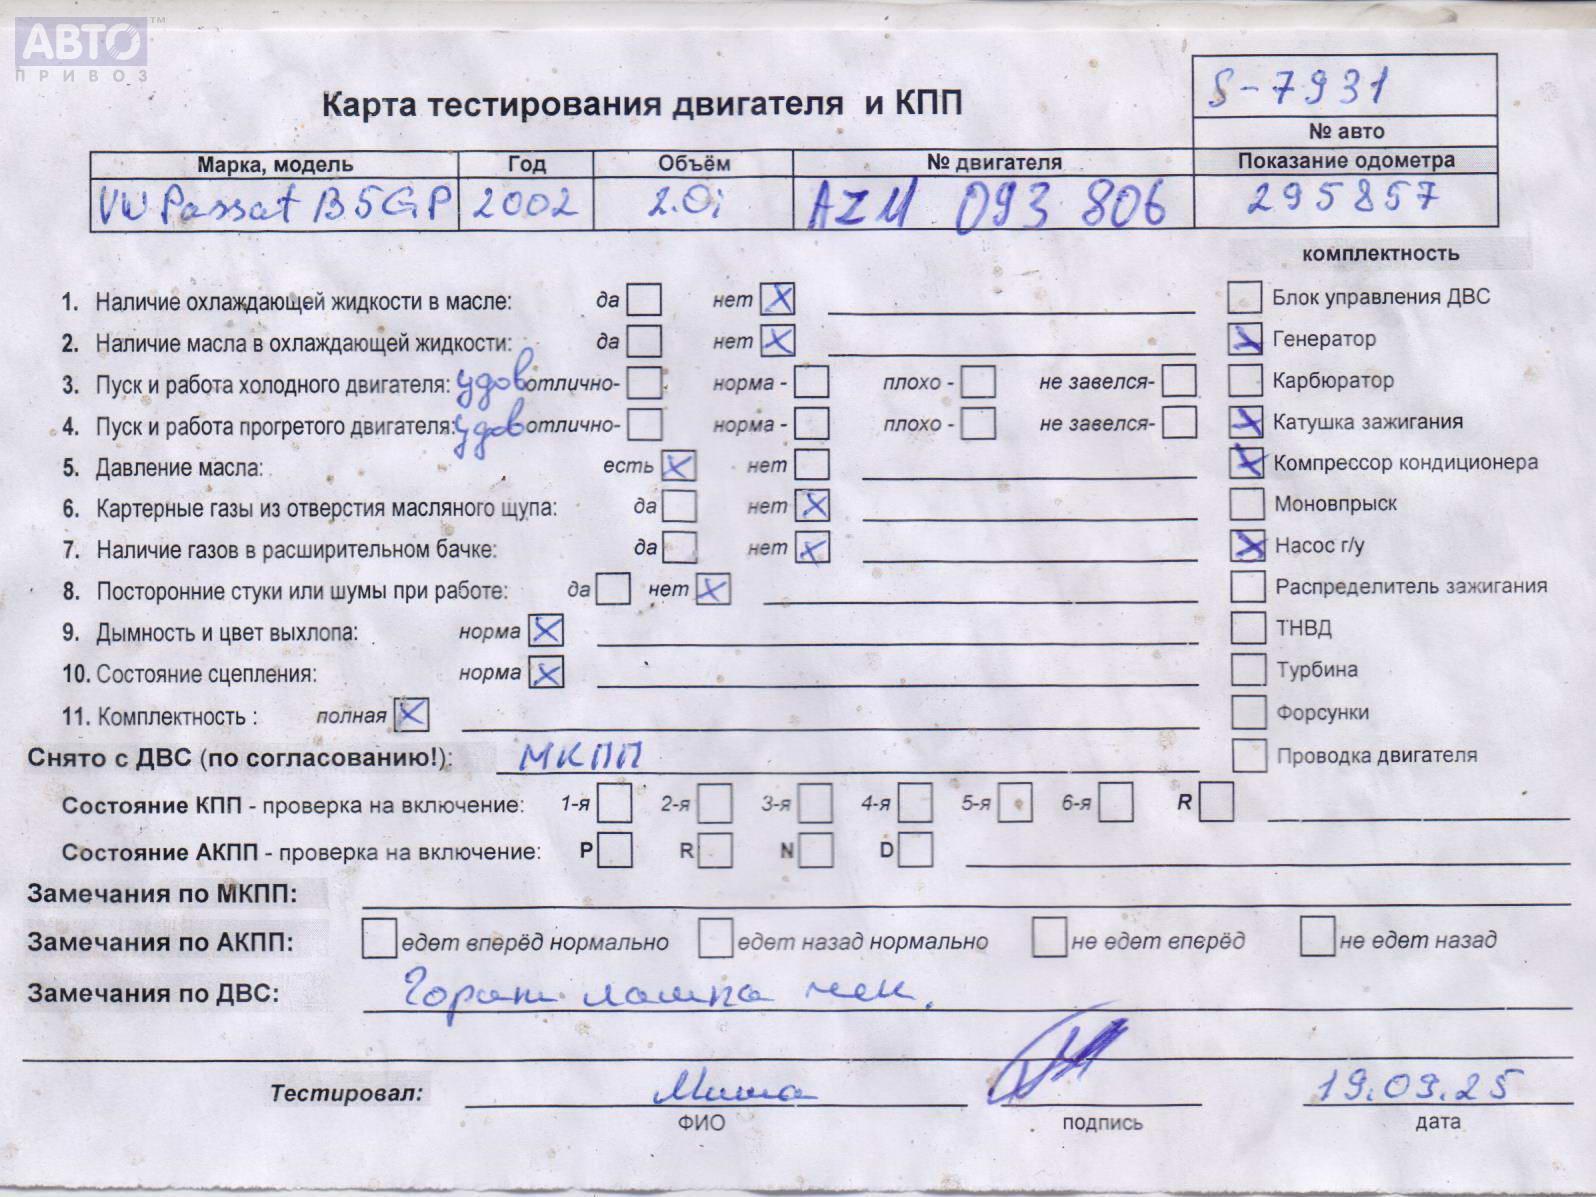 АВТО™
ПРИВОЗ
Карта тестирования двигателя и КПП
S-7931
№ авто
Марка, модель Год Объём № двигателя Показание одометра
VW Passat B5GP 2002 2.0i AZM 093 806 295857
комплектность
1. Наличие охлаждающей жидкости в масле: да нет X Блок управления ДВС
2. Наличие масла в охлаждающей жидкости: да нет X X Генератор
3. Пуск и работа холодного двигателя: удов отлично- норма - плохо - не завелся- Карбюратор
4. Пуск и работа прогретого двигателя: удов отлично- норма - плохо - не завелся- X Катушка зажигания
5. Давление масла: есть X нет X Компрессор кондиционера
6. Картерные газы из отверстия масляного щупа: да нет X Моновпрыск
7. Наличие газов в расширительном бачке: да нет X X Насос г/у
8. Посторонние стуки или шумы при работе: да нет X Распределитель зажигания
9. Дымность и цвет выхлопа: норма X ТНВД
10. Состояние сцепления: норма X Турбина
11. Комплектность : полная X Форсунки
Снято с ДВС (по согласованию!): МКПП Проводка двигателя
Состояние КПП - проверка на включение: 1-я 2-я 3-я 4-я 5-я 6-я R
Состояние АКПП - проверка на включение: P R N D
Замечания по МКПП:
Замечания по АКПП: едет вперёд нормально едет назад нормально не едет вперёд не едет назад
Замечания по ДВС: Горит лампа чек.
Тестировал: Миша 19.09.25
ФИО подпись дата